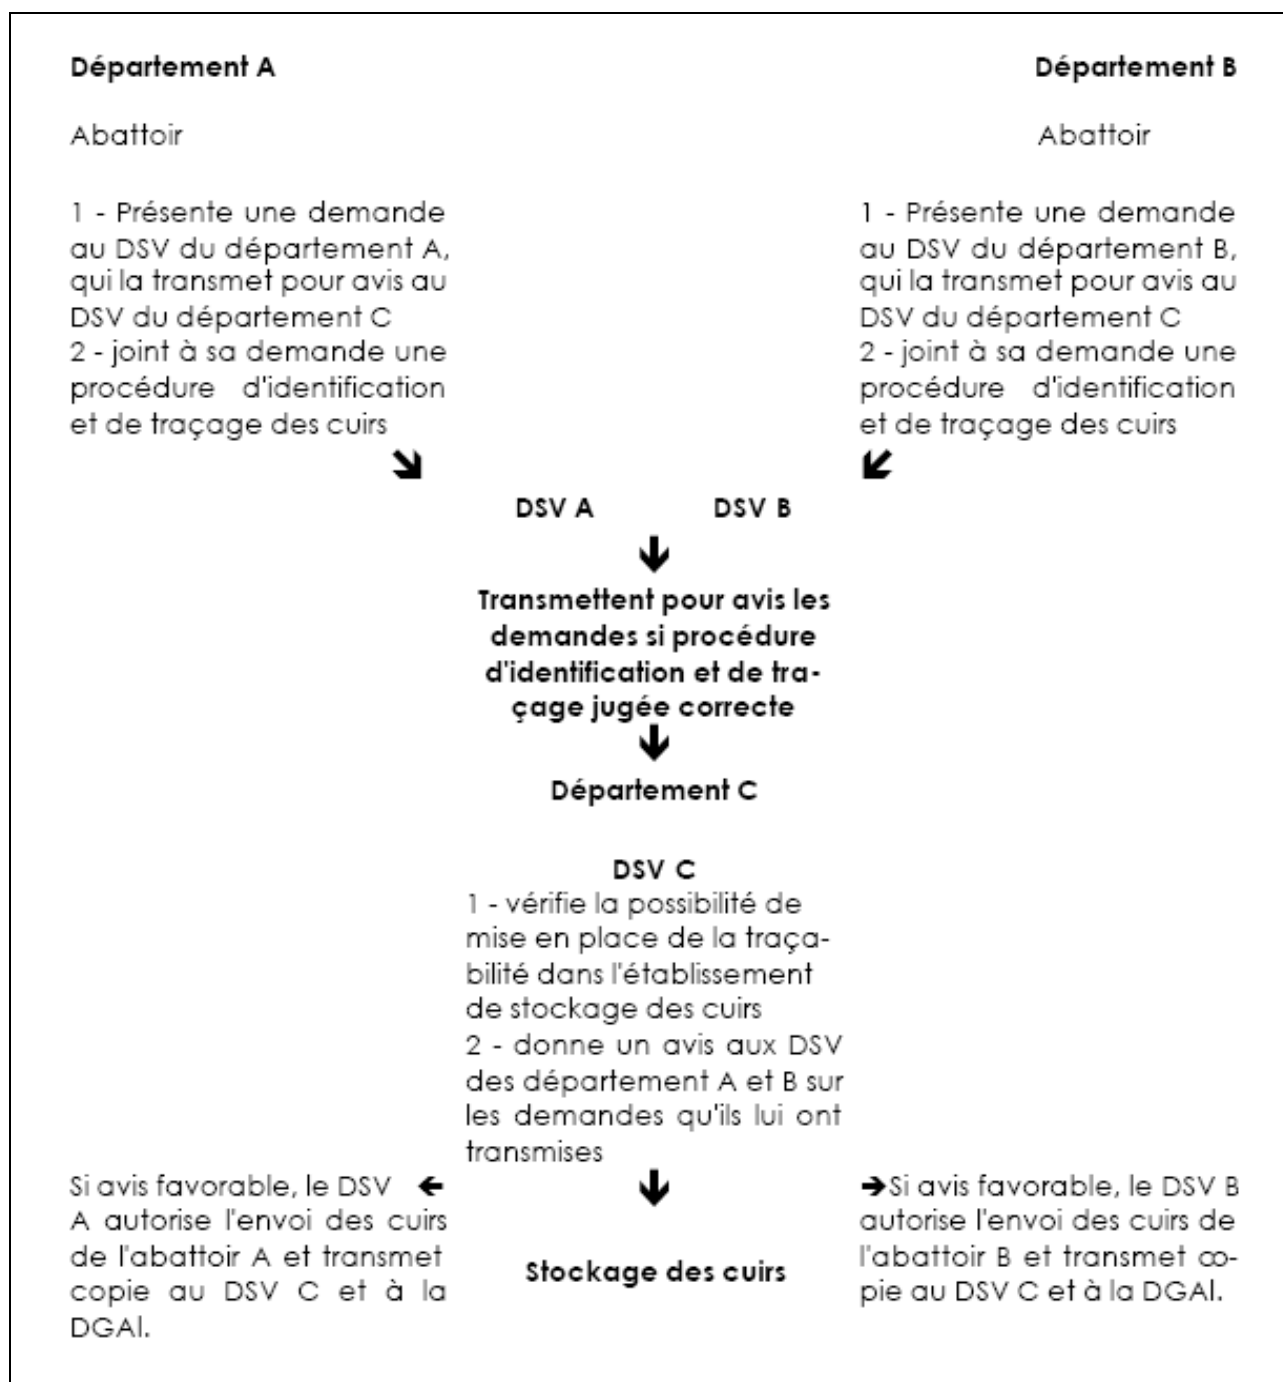 Département A
Département B
Abattoir
Abattoir
1 - Présente une demande
au DSV du département A,
qui la transmet pour avis au
DSV du département C
2 - joint à sa demande une
procédure d'identification
et de traçage des cuirs
1 - Présente une demande
au DSV du département B,
qui la transmet pour avis au
DSV du département C
2 - joint à sa demande une
procédure d'identification
et de traçage des cuirs
DSV A
DSV B
Transmettent pour avis les
demandes si procédure
d'identification et de tra-
çage jugée correcte
Département C
DSV C
1 - vérifie la possibilité de
mise en place de la traça-
bilité dans l'établissement
de stockage des cuirs
2 - donne un avis aux DSV
des département A et B sur
les demandes qu'ils lui ont
transmises
Si avis favorable, le DSV
A autorise l'envoi des cuirs
de l'abattoir A et transmet
copie au DSV C et à la
DGAl.
Stockage des cuirs
Si avis favorable, le DSV B
autorise l'envoi des cuirs de
l'abattoir B et transmet co-
pie au DSV C et à la DGAl.